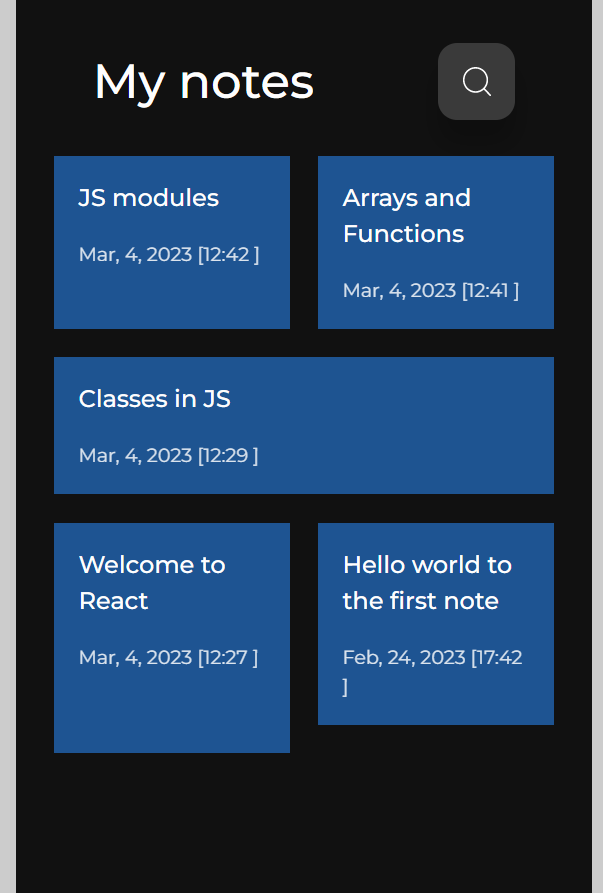 My notes
JS modules
Mar, 4, 2023 [12:42 ]
Arrays and
Functions
Mar, 4, 2023 [12:41 ]
Classes in JS
Mar, 4, 2023 [12:29 ]
Welcome to
React
Mar, 4, 2023 [12:27 ]
Hello world to
the first note
Feb, 24, 2023 [17:42
]